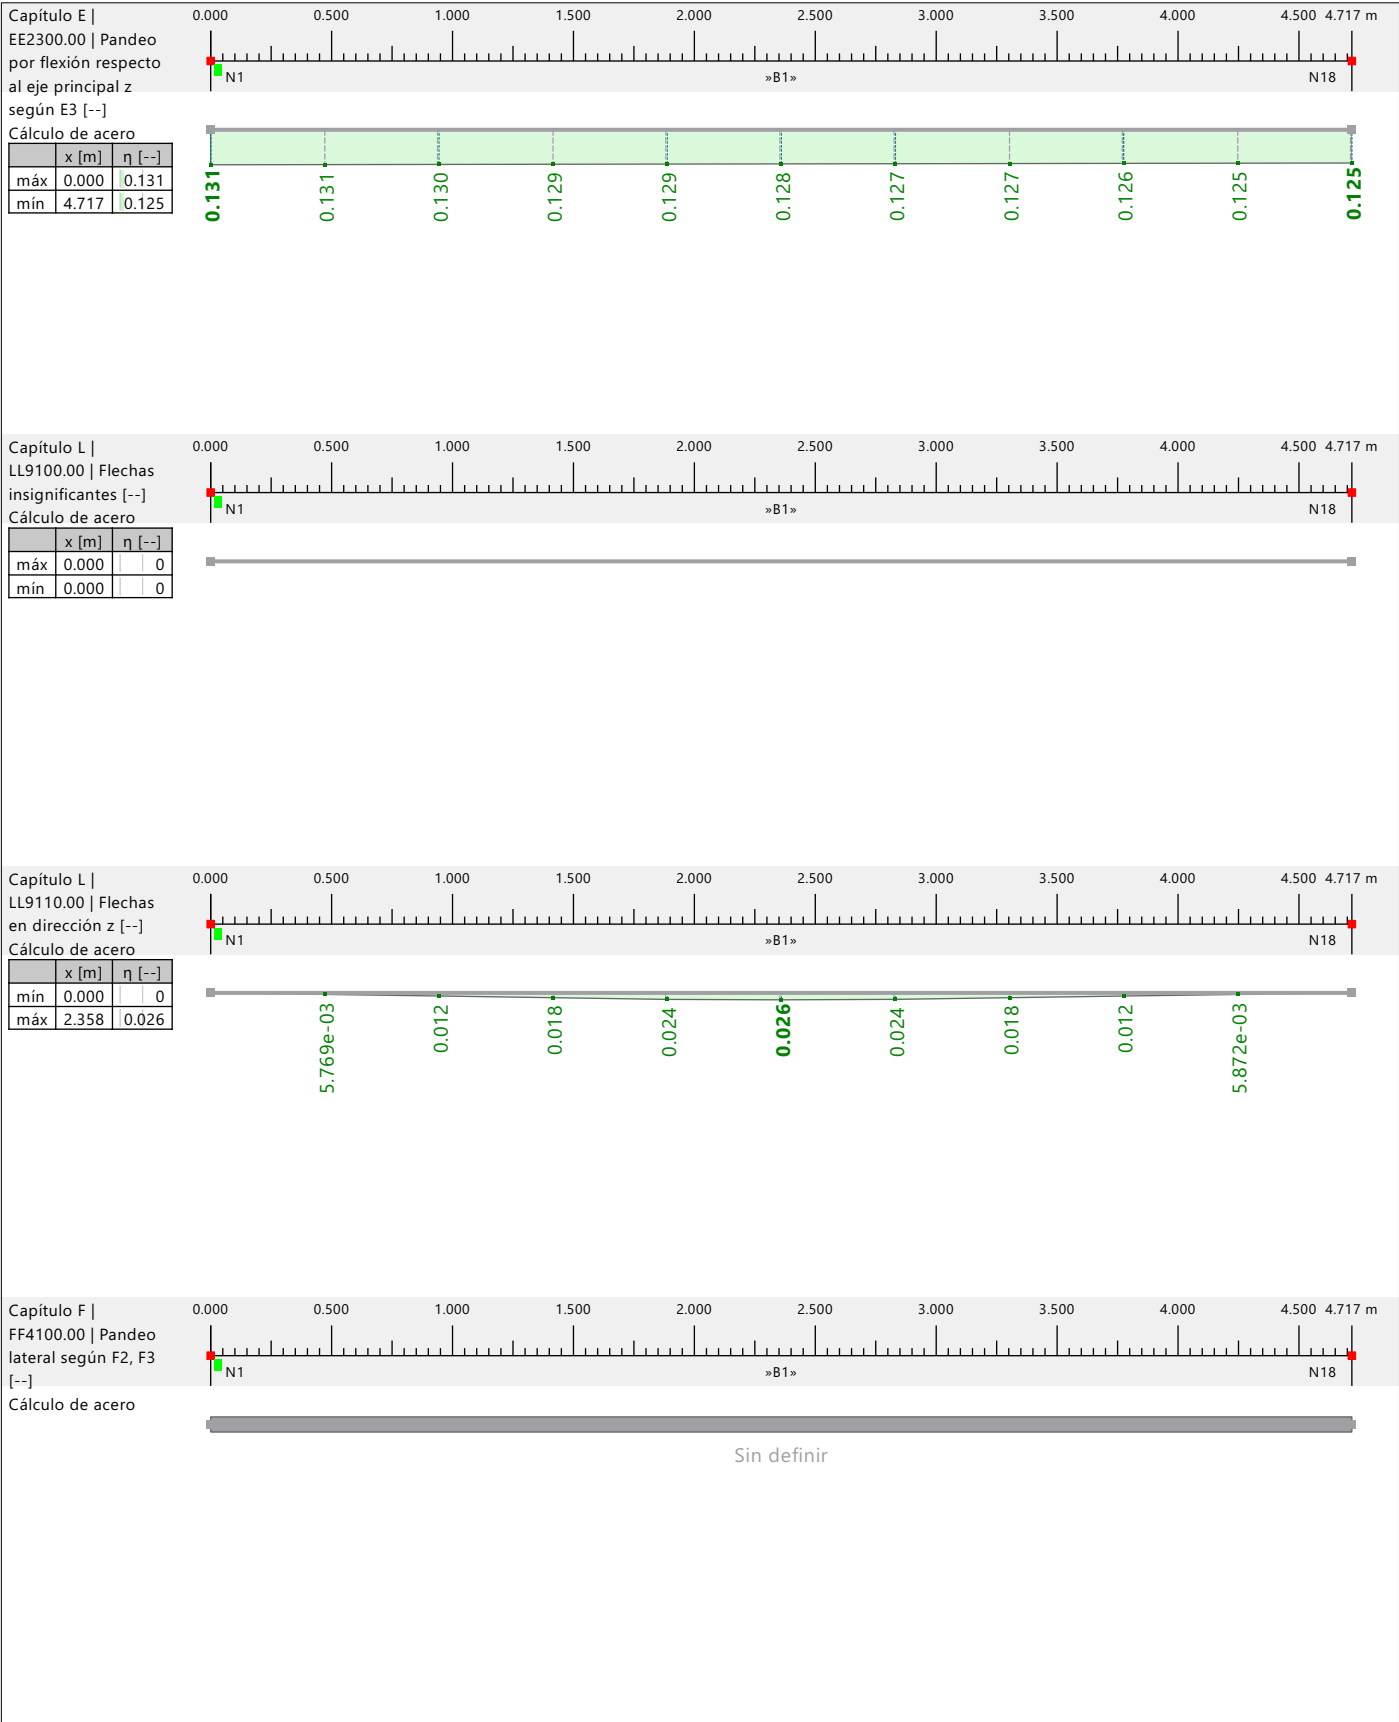 Capítulo E |
EE2300.00 | Pandeo
por flexión respecto
al eje principal z
según E3 [--]
Cálculo de acero
x [m] η [--]
máx 0.000 0.131
mín 4.717 0.125
0.000 0.500 1.000 1.500 2.000 2.500 3.000 3.500 4.000 4.500 4.717 m
N1 »B1» N18
0.131 0.131 0.130 0.129 0.129 0.128 0.127 0.127 0.126 0.125 0.125
Capítulo L |
LL9100.00 | Flechas
insignificantes [--]
Cálculo de acero
x [m] η [--]
máx 0.000 0
mín 0.000 0
0.000 0.500 1.000 1.500 2.000 2.500 3.000 3.500 4.000 4.500 4.717 m
N1 »B1» N18
Capítulo L |
LL9110.00 | Flechas
en dirección z [--]
Cálculo de acero
x [m] η [--]
mín 0.000 0
máx 2.358 0.026
0.000 0.500 1.000 1.500 2.000 2.500 3.000 3.500 4.000 4.500 4.717 m
N1 »B1» N18
5.769e-03 0.012 0.018 0.024 0.026 0.024 0.018 0.012 5.872e-03
Capítulo F |
FF4100.00 | Pandeo
lateral según F2, F3
[--]
Cálculo de acero
0.000 0.500 1.000 1.500 2.000 2.500 3.000 3.500 4.000 4.500 4.717 m
N1 »B1» N18
Sin definir